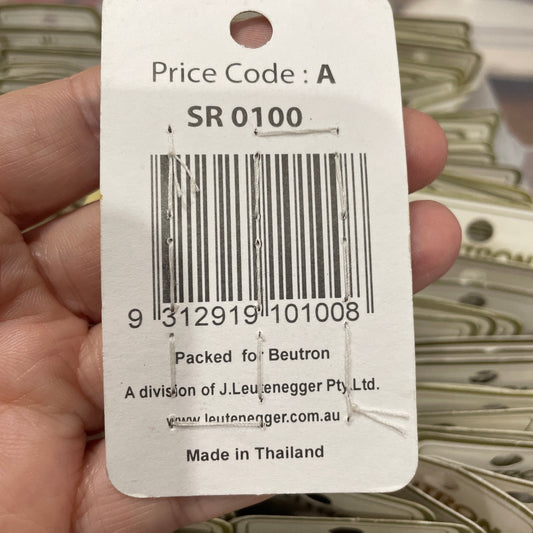 Price Code : A
SR 0100
9 312919 101008
Packed for Beutron
A division of J.Leutenegger Pty.Ltd.
www.leutenegger.com.au
Made in Thailand